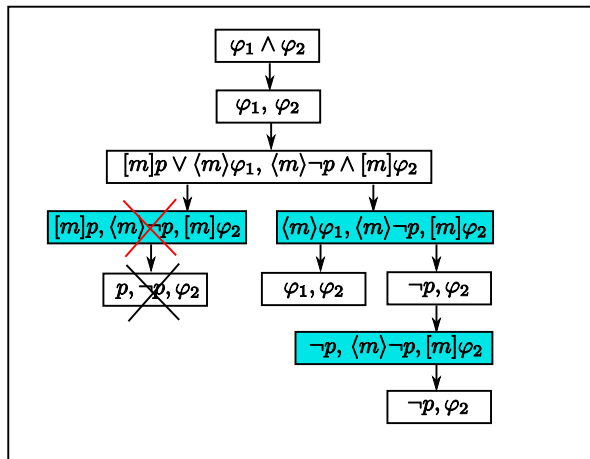 φ₁ ∧ φ₂
φ₁, φ₂
[m]p ∨ ⟨m⟩φ₁, ⟨m⟩¬p ∧ [m]φ₂
[m]p, ⟨m⟩¬p, [m]φ₂
⟨m⟩φ₁, ⟨m⟩¬p, [m]φ₂
p, ¬p, φ₂
φ₁, φ₂
¬p, φ₂
¬p, ⟨m⟩¬p, [m]φ₂
¬p, φ₂